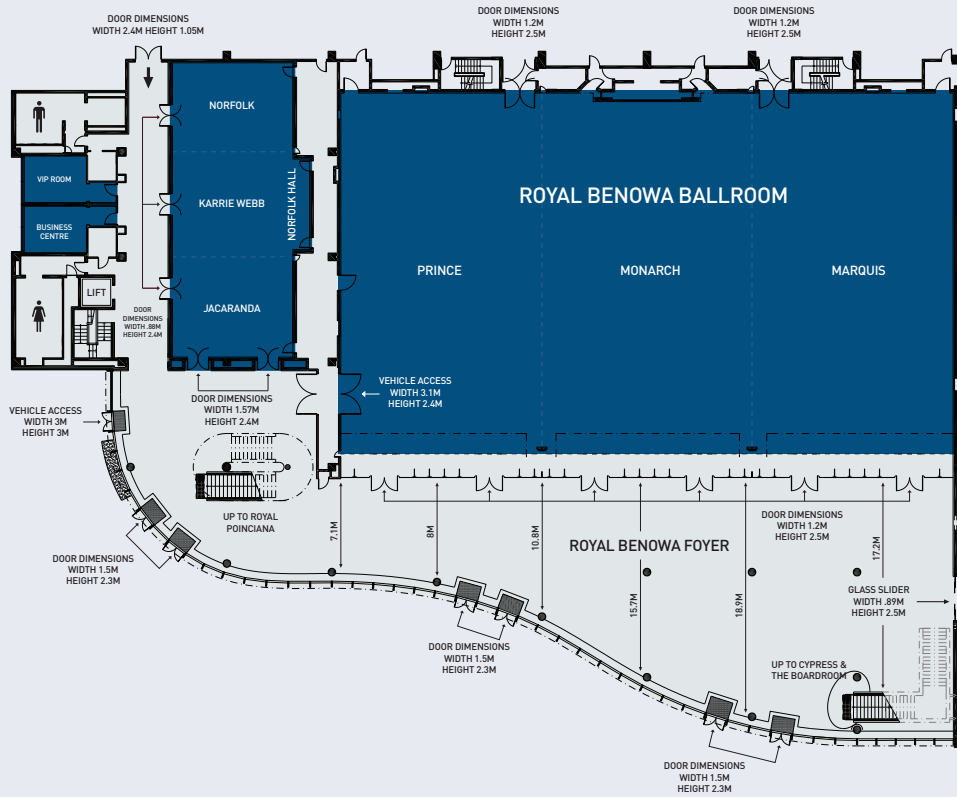 DOOR DIMENSIONS
WIDTH 2.4M HEIGHT 1.05M
DOOR DIMENSIONS
WIDTH 1.2M
HEIGHT 2.5M
DOOR DIMENSIONS
WIDTH 1.2M
HEIGHT 2.5M
NORFOLK
VIP ROOM
KARRIE WEBB
NORFOLK HALL
BUSINESS
CENTRE
LIFT
JACARANDA
DOOR
DIMENSIONS
WIDTH .88M
HEIGHT 2.4M
ROYAL BENOWA BALLROOM
PRINCE
MONARCH
MARQUIS
VEHICLE ACCESS
WIDTH 3.1M
HEIGHT 2.4M
DOOR DIMENSIONS
WIDTH 1.57M
HEIGHT 2.4M
VEHICLE ACCESS
WIDTH 3M
HEIGHT 3M
UP TO ROYAL
POINCIANA
7.1M
8M
10.8M
15.7M
18.9M
17.2M
DOOR DIMENSIONS
WIDTH 1.2M
HEIGHT 2.5M
ROYAL BENOWA FOYER
DOOR DIMENSIONS
WIDTH 1.5M
HEIGHT 2.3M
GLASS SLIDER
WIDTH .89M
HEIGHT 2.5M
DOOR DIMENSIONS
WIDTH 1.5M
HEIGHT 2.3M
UP TO CYPRESS &
THE BOARDROOM
DOOR DIMENSIONS
WIDTH 1.5M
HEIGHT 2.3M